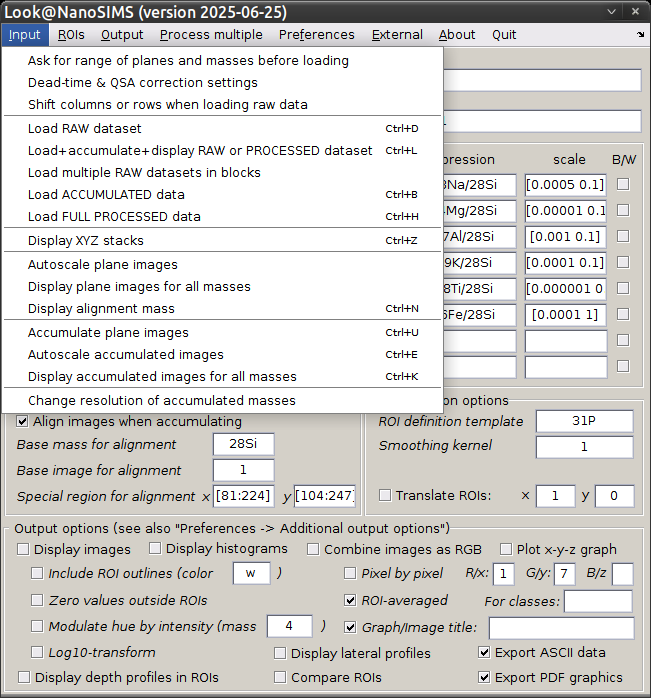 Look@NanoSIMS (version 2025-06-25)
Input ROIs Output Process multiple Preferences External About Quit
Ask for range of planes and masses before loading
Dead-time & QSA correction settings
Shift columns or rows when loading raw data
Load RAW dataset Ctrl+D
Load+accumulate+display RAW or PROCESSED dataset Ctrl+L
Load multiple RAW datasets in blocks
Load ACCUMULATED data Ctrl+B
Load FULL PROCESSED data Ctrl+H
Display XYZ stacks Ctrl+Z
Autoscale plane images
Display plane images for all masses
Display alignment mass Ctrl+N
Accumulate plane images Ctrl+U
Autoscale accumulated images Ctrl+E
Display accumulated images for all masses Ctrl+K
Change resolution of accumulated masses
pression scale B/W
Na/28Si [0.0005 0.1]
Mg/28Si [0.00001 0.1
7Al/28Si [0.001 0.1]
9K/28Si [0.0001 0.1]
8Ti/28Si [0.000001 0
6Fe/28Si [0.0001 1]
on options
Align images when accumulating
Base mass for alignment 28Si
Base image for alignment 1
Special region for alignment x [81:224] y [104:247]
ROI definition template 31P
Smoothing kernel 1
Translate ROIs: x 1 y 0
Output options (see also "Preferences -> Additional output options")
Display images Display histograms Combine images as RGB Plot x-y-z graph
Include ROI outlines (color w ) Pixel by pixel R/x: 1 G/y: 7 B/z
Zero values outside ROIs ROI-averaged For classes:
Modulate hue by intensity (mass 4 ) Graph/Image title:
Log10-transform Display lateral profiles Export ASCII data
Display depth profiles in ROIs Compare ROIs Export PDF graphics